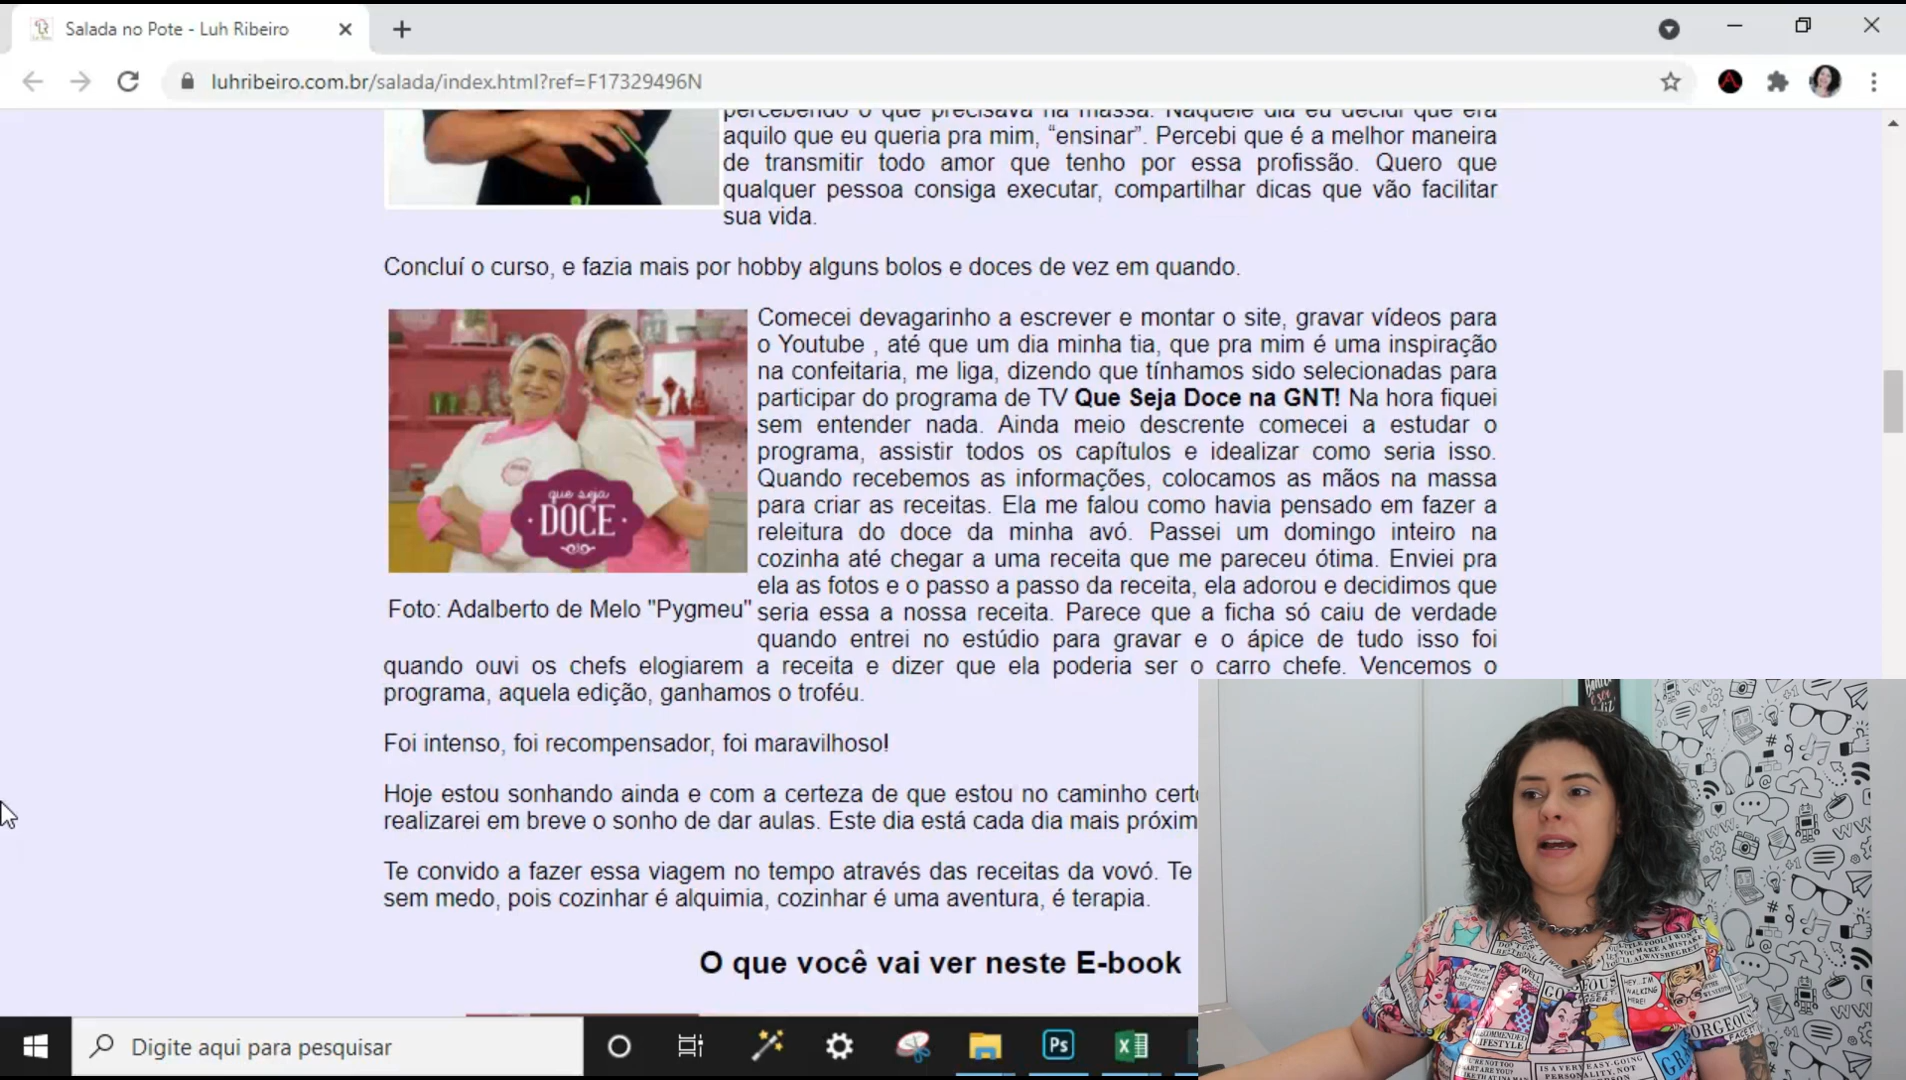 Salada no Pote - Luh Ribeiro
luhribeiro.com.br/salada/index.html?ref=F17329496N
percebendo o que precisava na massa. Naquele dia eu decidi que era
aquilo que eu queria pra mim, “ensinar”. Percebi que é a melhor maneira
de transmitir todo amor que tenho por essa profissão. Quero que
qualquer pessoa consiga executar, compartilhar dicas que vão facilitar
sua vida.
Concluí o curso, e fazia mais por hobby alguns bolos e doces de vez em quando.
Comecei devagarinho a escrever e montar o site, gravar vídeos para
o Youtube , até que um dia minha tia, que pra mim é uma inspiração
na confeitaria, me liga, dizendo que tínhamos sido selecionadas para
participar do programa de TV Que Seja Doce na GNT! Na hora fiquei
sem entender nada. Ainda meio descrente comecei a estudar o
programa, assistir todos os capítulos e idealizar como seria isso.
Quando recebemos as informações, colocamos as mãos na massa
para criar as receitas. Ela me falou como havia pensado em fazer a
releitura do doce da minha avó. Passei um domingo inteiro na
cozinha até chegar a uma receita que me pareceu ótima. Enviei pra
ela as fotos e o passo a passo da receita, ela adorou e decidimos que
seria essa a nossa receita. Parece que a ficha só caiu de verdade
quando entrei no estúdio para gravar e o ápice de tudo isso foi
quando ouvi os chefs elogiarem a receita e dizer que ela poderia ser o carro chefe. Vencemos o
programa, aquela edição, ganhamos o troféu.
que seja
DOCE
Foto: Adalberto de Melo "Pygmeu"
Foi intenso, foi recompensador, foi maravilhoso!
Hoje estou sonhando ainda e com a certeza de que estou no caminho certo
realizarei em breve o sonho de dar aulas. Este dia está cada dia mais próxim
Te convido a fazer essa viagem no tempo através das receitas da vovó. Te
sem medo, pois cozinhar é alquimia, cozinhar é uma aventura, é terapia.
O que você vai ver neste E-book
Digite aqui para pesquisar
Ps